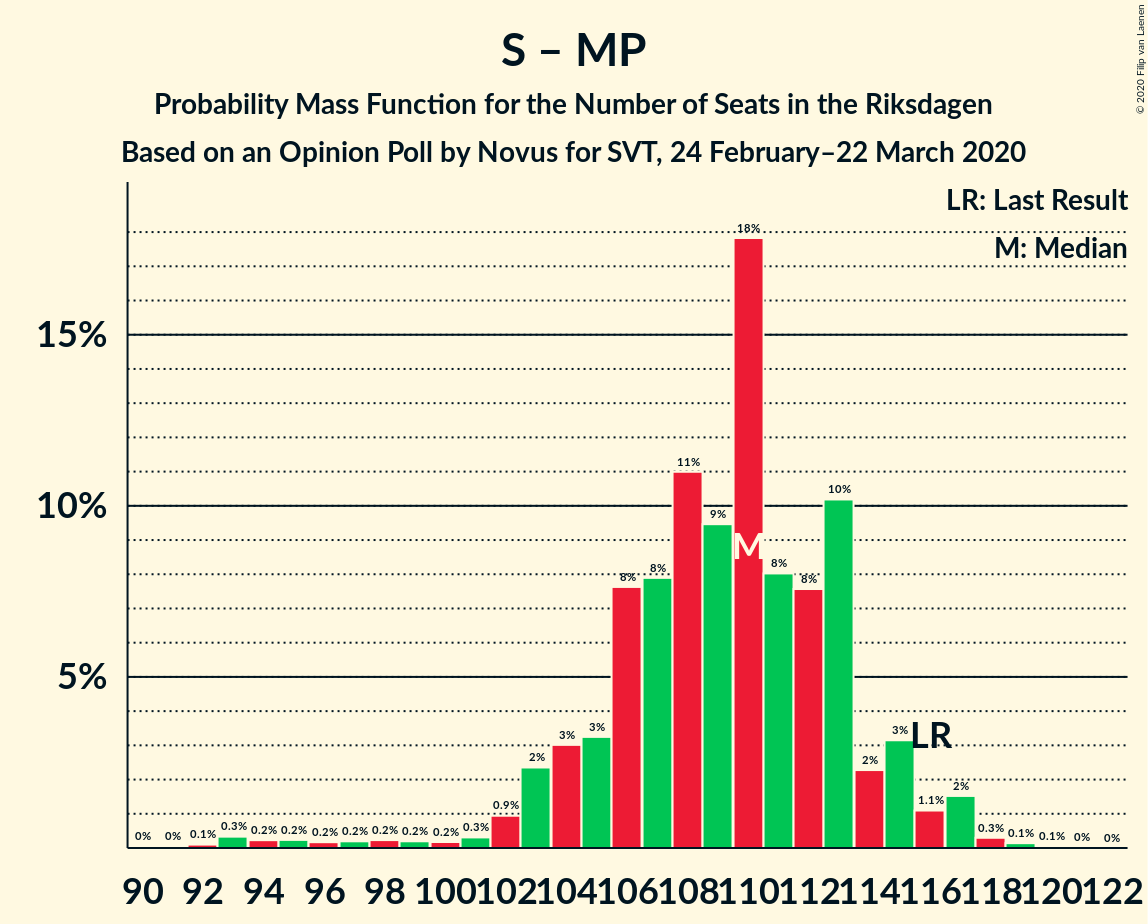 S – MP
Probability Mass Function for the Number of Seats in the Riksdagen
Based on an Opinion Poll by Novus for SVT, 24 February–22 March 2020
© 2020 Filip van Laenen
LR: Last Result
M: Median
15%
10%
5%
0% 0% 0.1% 0.3% 0.2% 0.2% 0.2% 0.2% 0.2% 0.2% 0.2% 0.3% 0.9% 2% 3% 3% 8% 8% 11% 9% 18% 8% 8% 10% 2% 3% 1.1% 2% 0.3% 0.1% 0.1% 0% 0%
M
LR
90 92 94 96 98 100 102 104 106 108 110 112 114 116 118 120 122